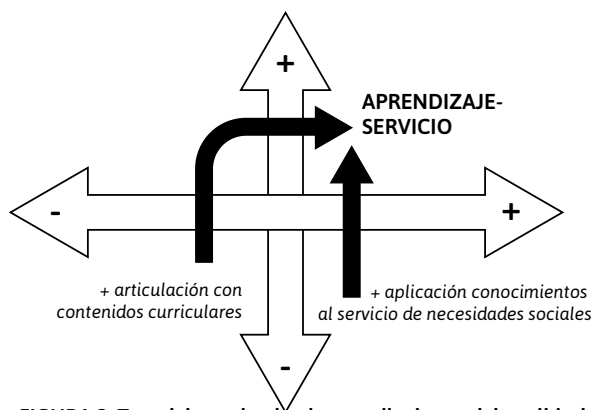 +
APRENDIZAJE-
SERVICIO
-
+
+ articulación con
contenidos curriculares
+ aplicación conocimientos
al servicio de necesidades sociales
-